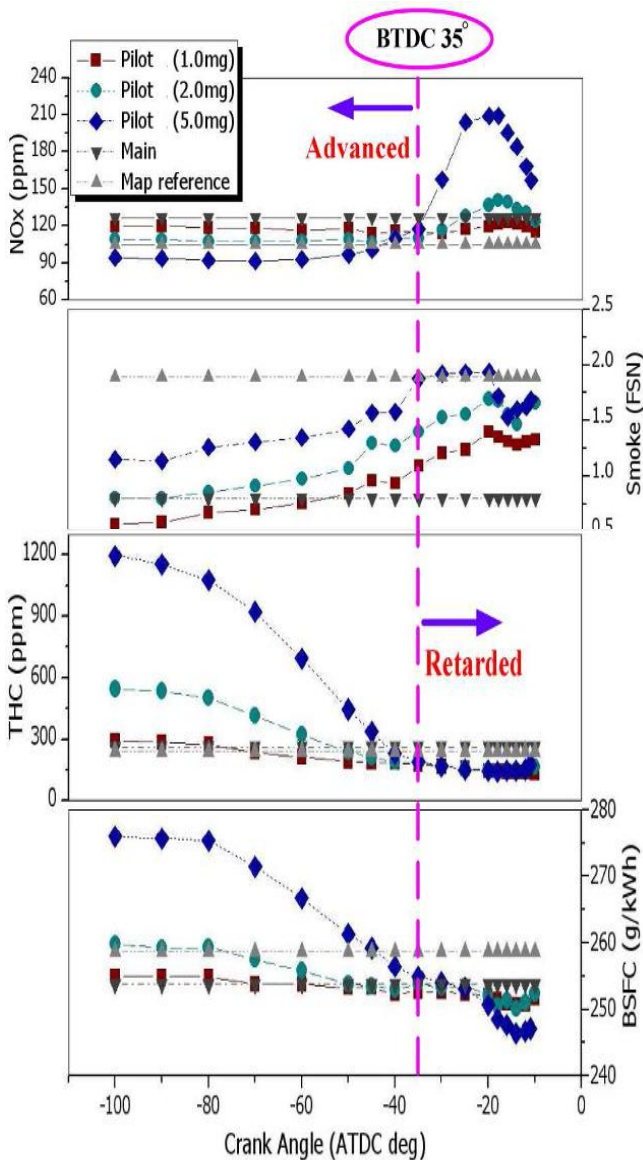 BTDC 35°
Pilot (1.0mg)
Pilot (2.0mg)
Pilot (5.0mg)
Main
Map reference
Advanced
NOx (ppm)
240
210
180
150
120
90
60
Smoke (FSN)
2.5
2.0
1.5
1.0
0.5
THC (ppm)
1200
900
600
300
0
Retarded
BSFC (g/kWh)
280
270
260
250
240
-100 -80 -60 -40 -20 0
Crank Angle (ATDC deg)